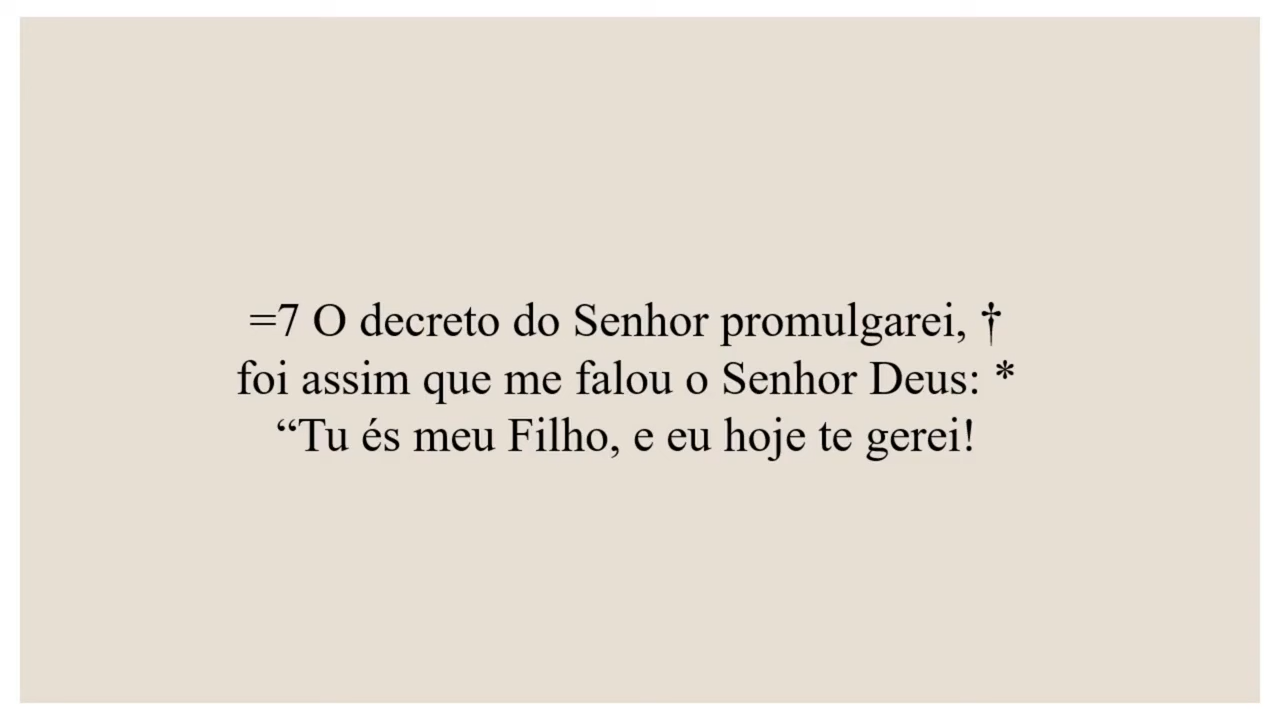 =7 O decreto do Senhor promulgarei, †
foi assim que me falou o Senhor Deus: *
“Tu és meu Filho, e eu hoje te gerei!